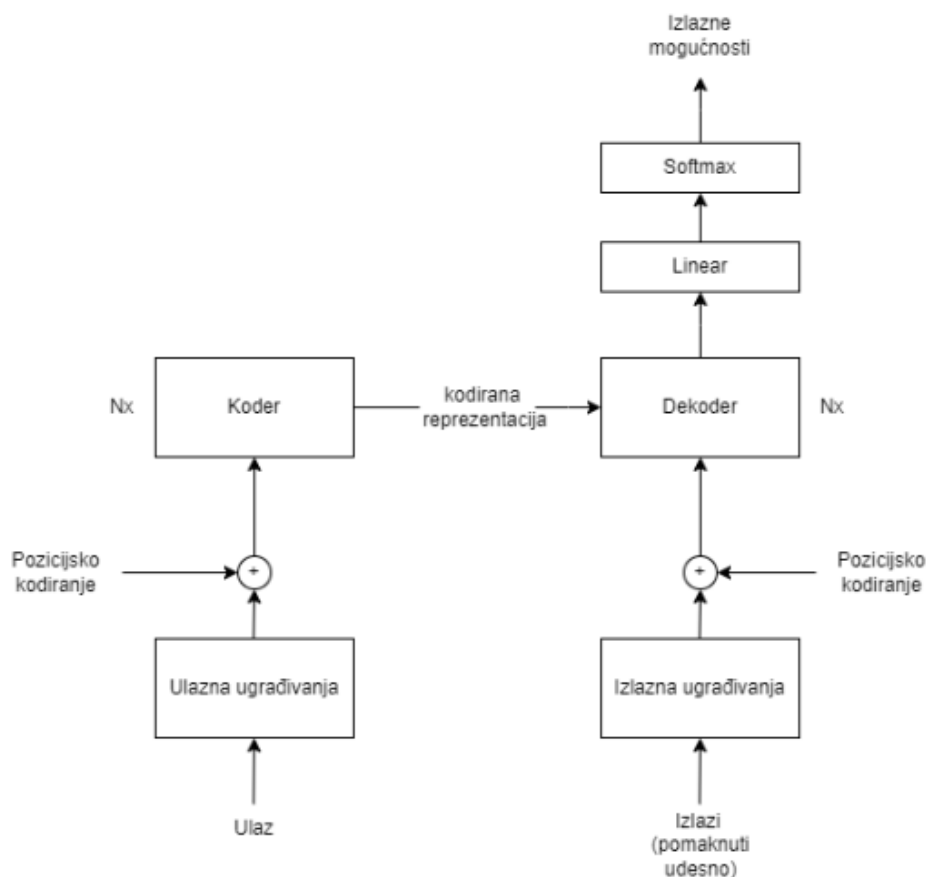 Izlazne
mogućnosti
Softmax
Linear
Nx
Koder
kodirana
reprezentacija
Dekoder
Nx
Pozicijsko
kodiranje
+
+
Pozicijsko
kodiranje
Ulazna ugrađivanja
Izlazna ugrađivanja
Ulaz
Izlazi
(pomaknuti
udesno)